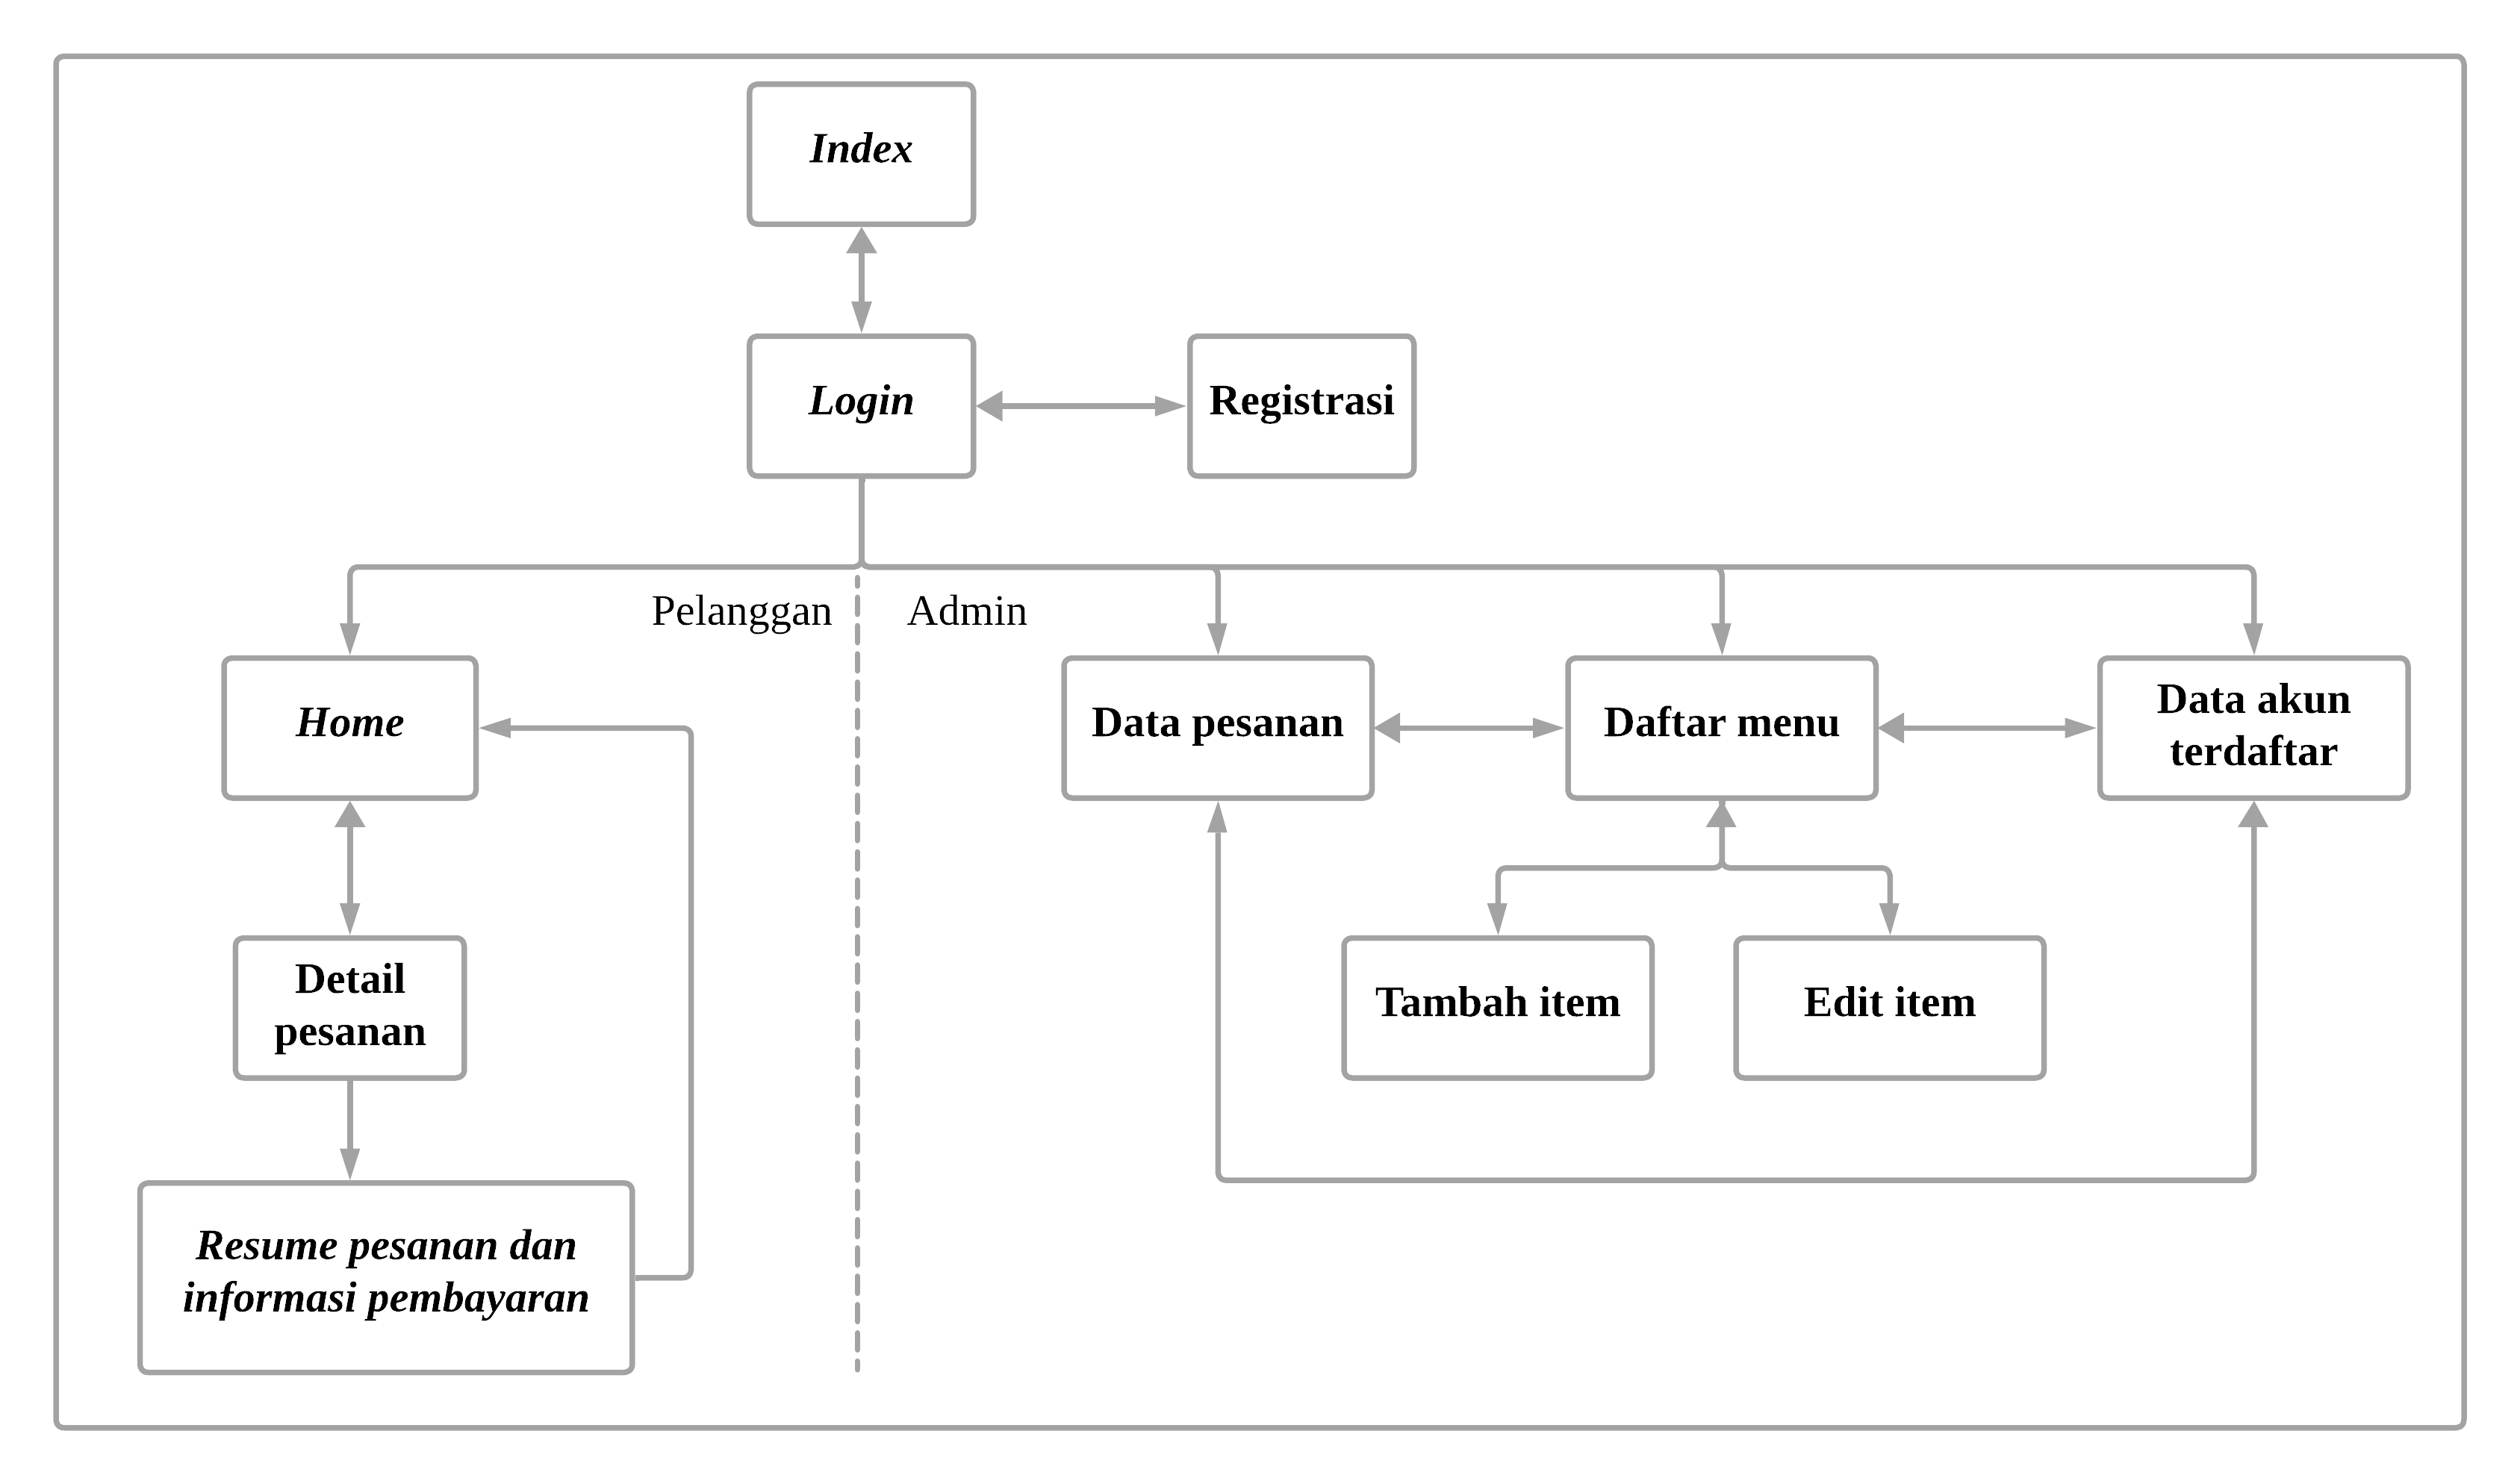 Index
Login
Registrasi
Pelanggan
Admin
Home
Data pesanan
Daftar menu
Data akun
terdaftar
Detail
pesanan
Tambah item
Edit item
Resume pesanan dan
informasi pembayaran